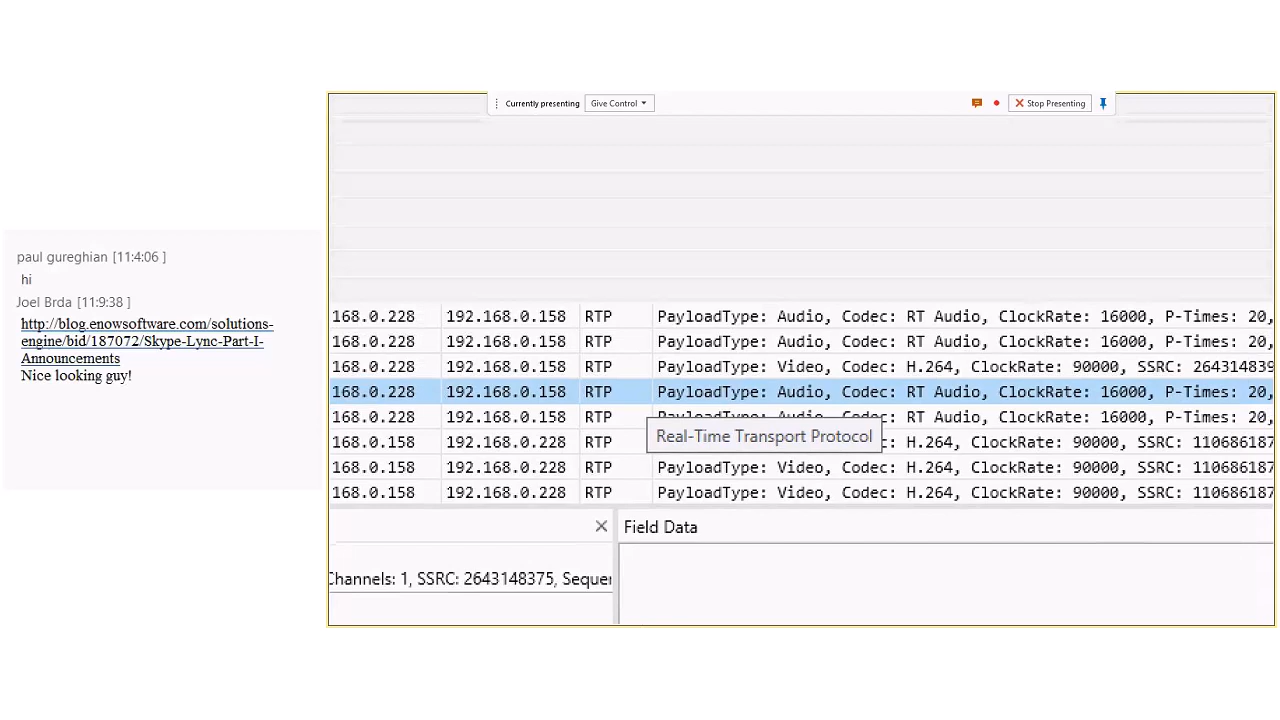 Currently presenting Give Control Stop Presenting
paul gureghian [11:4:06 ]
hi
Joel Brda [11:9:38 ]
http://blog.enowsoftware.com/solutions-
engine/bid/187072/Skype-Lync-Part-I-
Announcements
Nice looking guy!
168.0.228 192.168.0.158 RTP PayloadType: Audio, Codec: RT Audio, ClockRate: 16000, P-Times: 20,
168.0.228 192.168.0.158 RTP PayloadType: Audio, Codec: RT Audio, ClockRate: 16000, P-Times: 20,
168.0.228 192.168.0.158 RTP PayloadType: Video, Codec: H.264, ClockRate: 90000, SSRC: 264314839
168.0.228 192.168.0.158 RTP PayloadType: Audio, Codec: RT Audio, ClockRate: 16000, P-Times: 20,
168.0.228 192.168.0.158 RTP PayloadType: Audio, Codec: RT Audio, ClockRate: 16000, P-Times: 20,
Real-Time Transport Protocol
168.0.158 192.168.0.228 RTP ClockRate: 90000, SSRC: 110686187
168.0.158 192.168.0.228 RTP PayloadType: Video, Codec: H.264, ClockRate: 90000, SSRC: 110686187
168.0.158 192.168.0.228 RTP PayloadType: Video, Codec: H.264, ClockRate: 90000, SSRC: 110686187
Field Data
Channels: 1, SSRC: 2643148375, Sequer